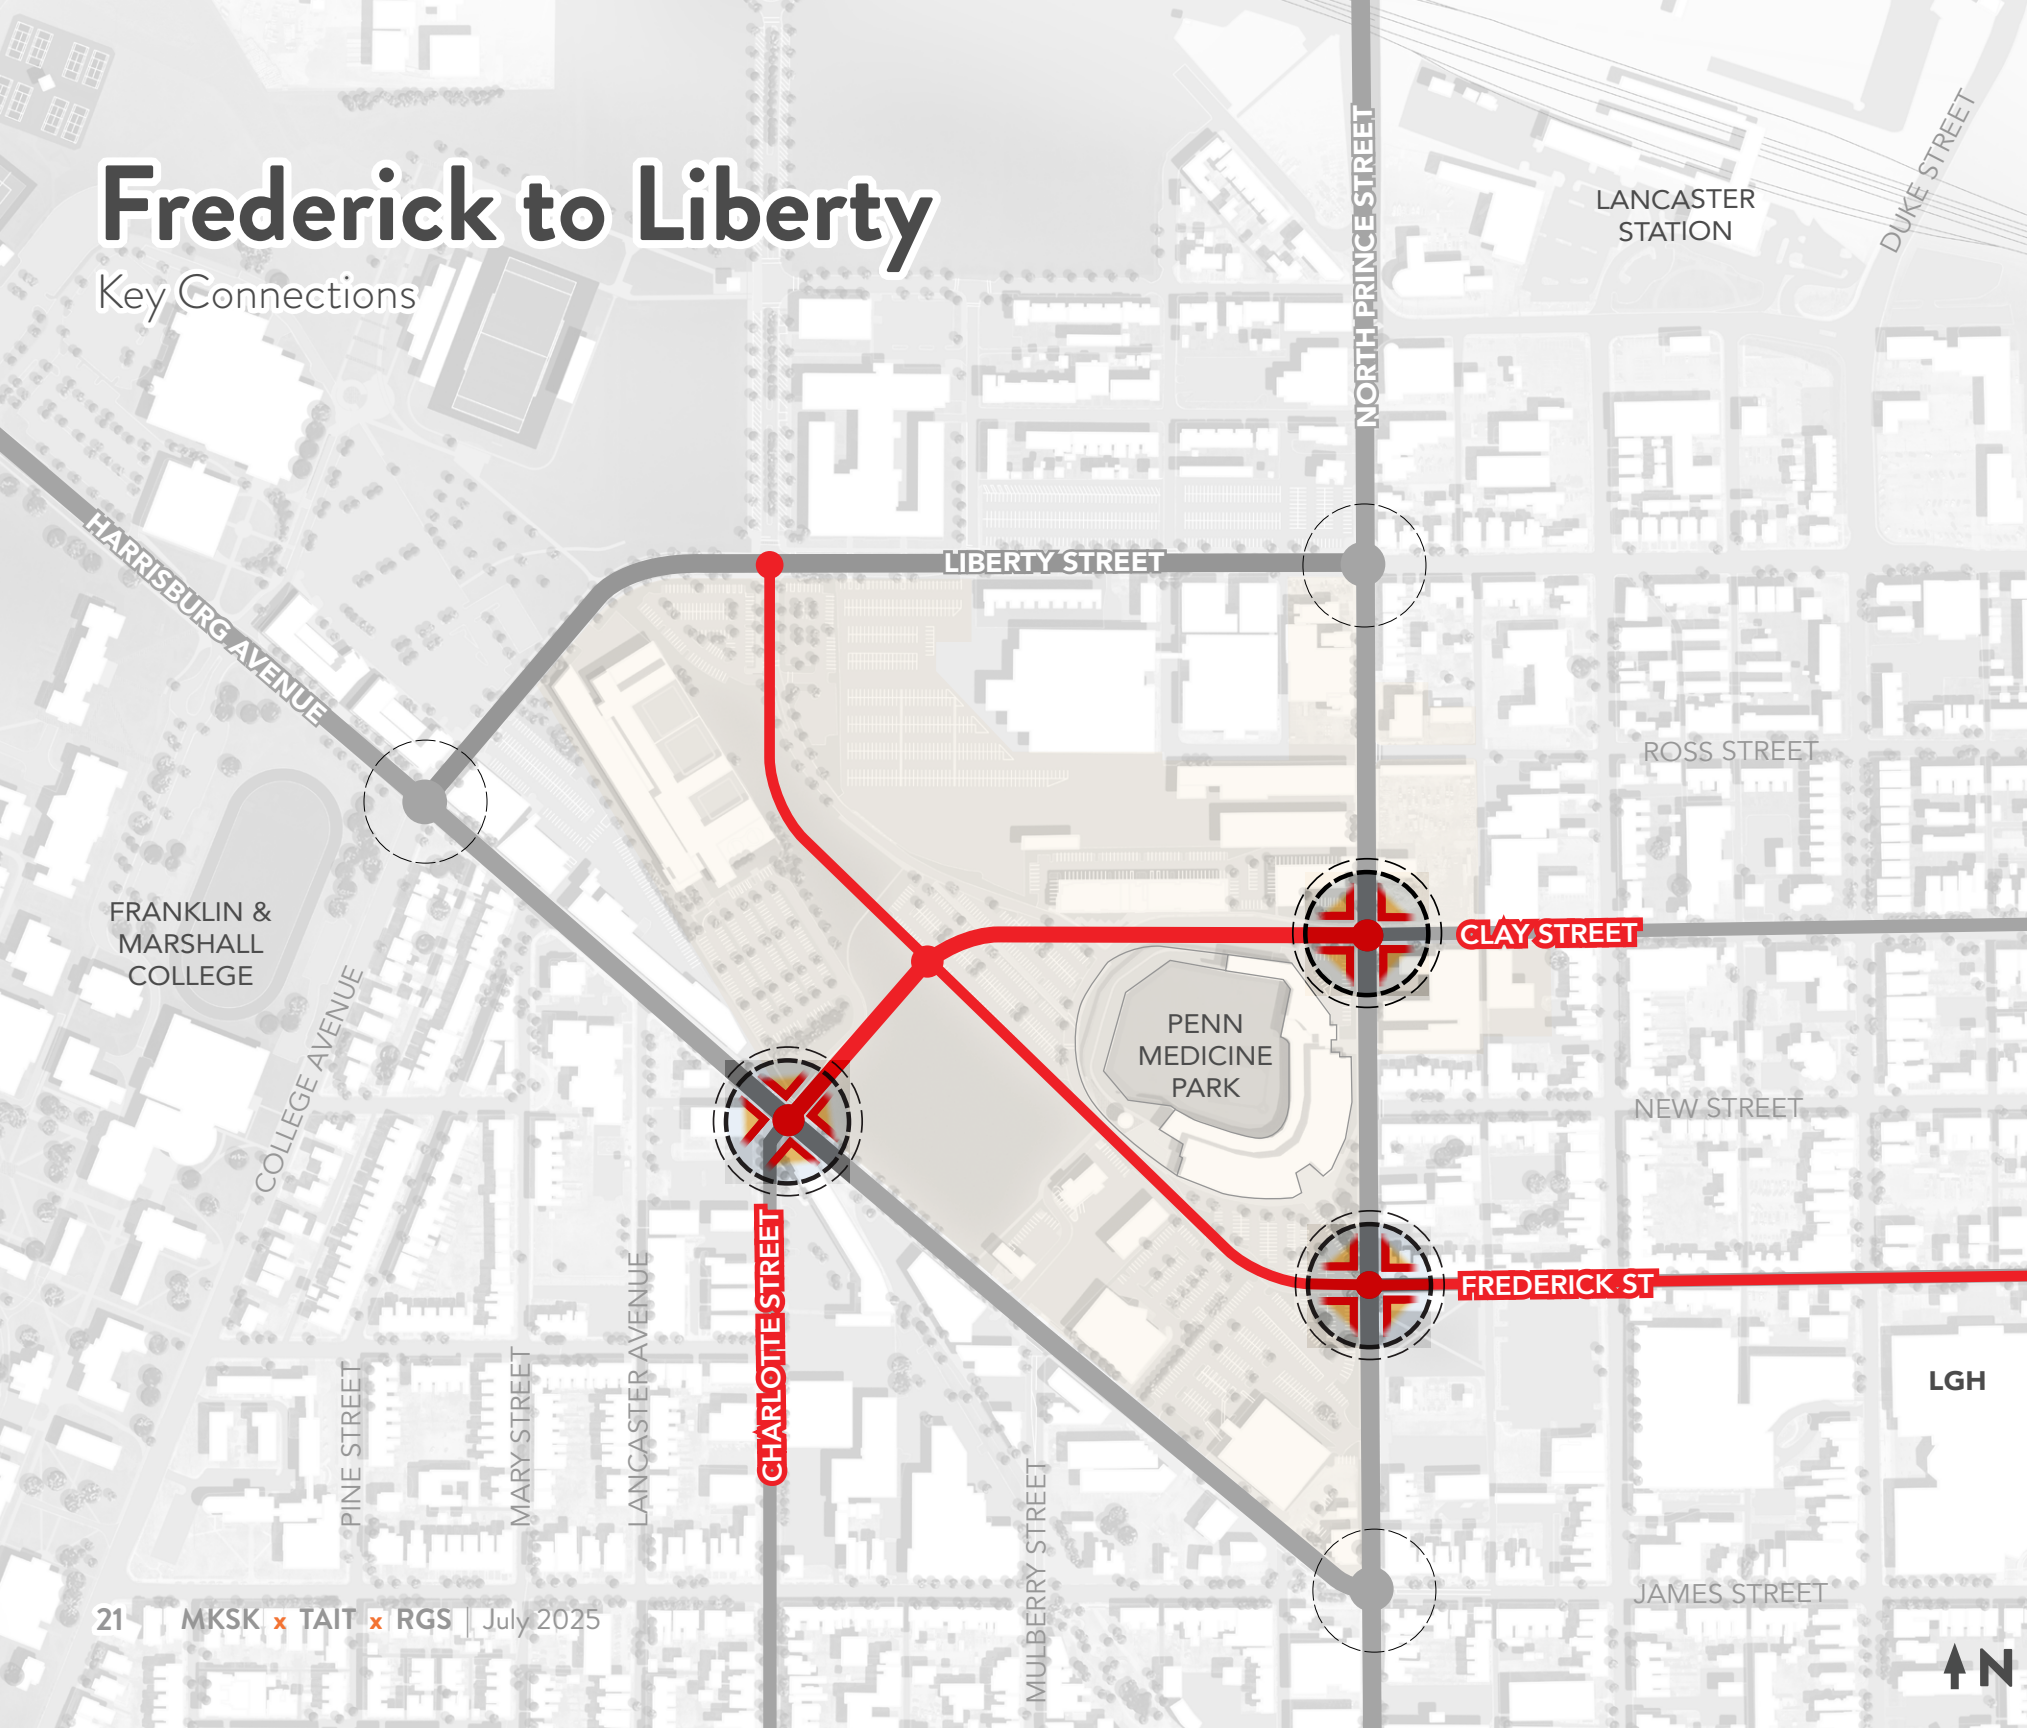 Frederick to Liberty
Key Connections
NORTH PRINCE STREET
LANCASTER
STATION
DUKE STREET
HARRISBURG AVENUE
LIBERTY STREET
ROSS STREET
FRANKLIN &
MARSHALL
COLLEGE
CLAY STREET
COLLEGE AVENUE
PENN
MEDICINE
PARK
NEW STREET
CHARLOTTE STREET
FREDERICK ST
LGH
PINE STREET
MARY STREET
LANCASTER AVENUE
MULBERRY STREET
JAMES STREET
21 MKSK x TAIT x RGS | July 2025
N